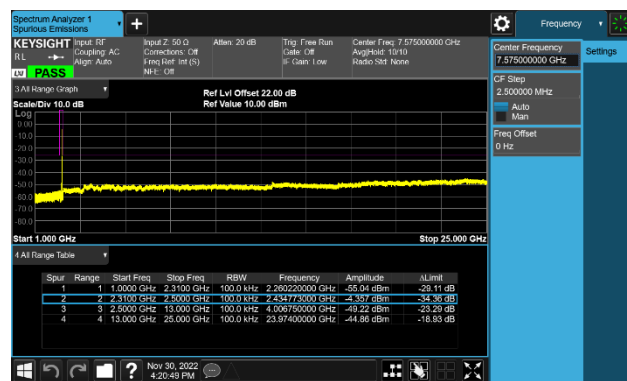 Spectrum Analyzer 1
Spurious Emissions
Frequency
KEYSIGHT Input: RF Input Z: 50 Ω Atten: 20 dB Trig: Free Run Center Freq: 7.575000000 GHz
RL Coupling: AC Corrections: Off Gate: Off Avg|Hold: 10/10
Align: Auto Freq Ref: Int (S) IF Gain: Low Radio Std: None
LW PASS NFE: Off
Center Frequency
7.575000000 GHz
Settings
CF Step
2.500000 MHz
Auto
Man
Freq Offset
0 Hz
3 All Range Graph
Ref Lvl Offset 22.00 dB
Scale/Div 10.0 dB Ref Value 10.00 dBm
Log
0.00
-10.0
-20.0
-30.0
-40.0
-50.0
-60.0
-70.0
-80.0
Start 1.000 GHz Stop 25.000 GHz
4 All Range Table
Spur Range Start Freq Stop Freq RBW Frequency Amplitude ΔLimit
1 1 1.0000 GHz 2.3100 GHz 100.0 kHz 2.260220000 GHz -55.04 dBm -29.11 dB
2 2 2.3100 GHz 2.5000 GHz 100.0 kHz 2.434773000 GHz -4.357 dBm -34.36 dB
3 3 2.5000 GHz 13.000 GHz 100.0 kHz 4.006750000 GHz -49.22 dBm -23.29 dB
4 4 13.000 GHz 25.000 GHz 100.0 kHz 23.97400000 GHz -44.86 dBm -18.93 dB
Nov 30, 2022
4:20:49 PM